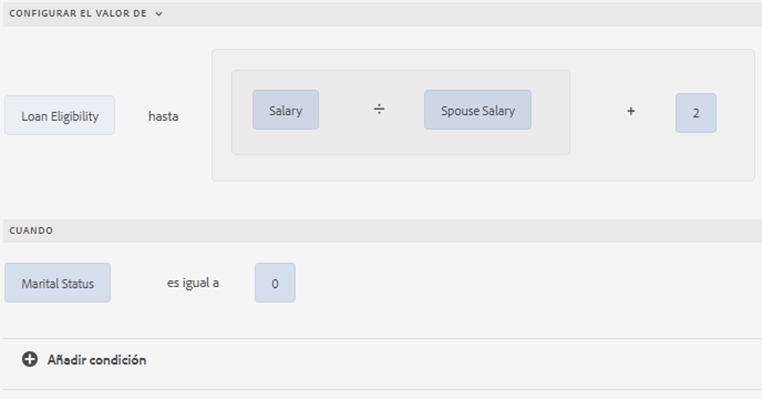 CONFIGURAR EL VALOR DE
Loan Eligibility hasta Salary ÷ Spouse Salary + 2
CUANDO
Marital Status es igual a 0
Añadir condición